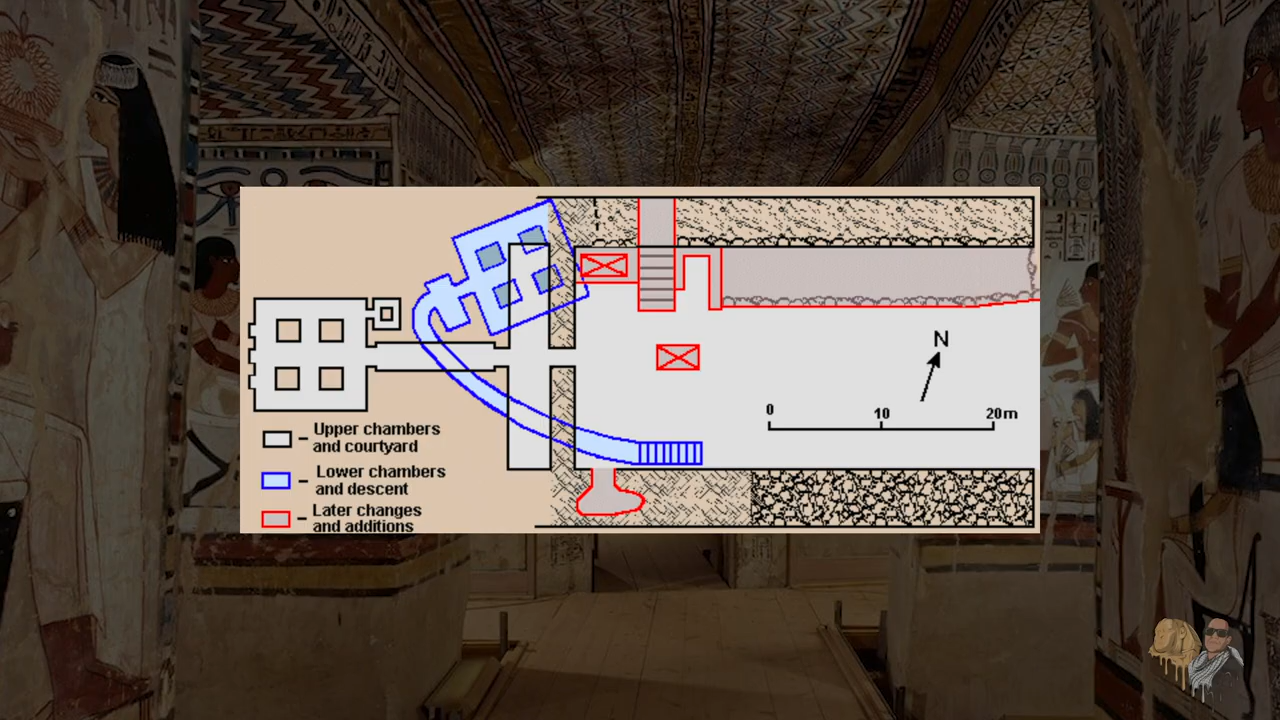 N
0 10 20m
Upper chambers
and courtyard
Lower chambers
and descent
Later changes
and additions